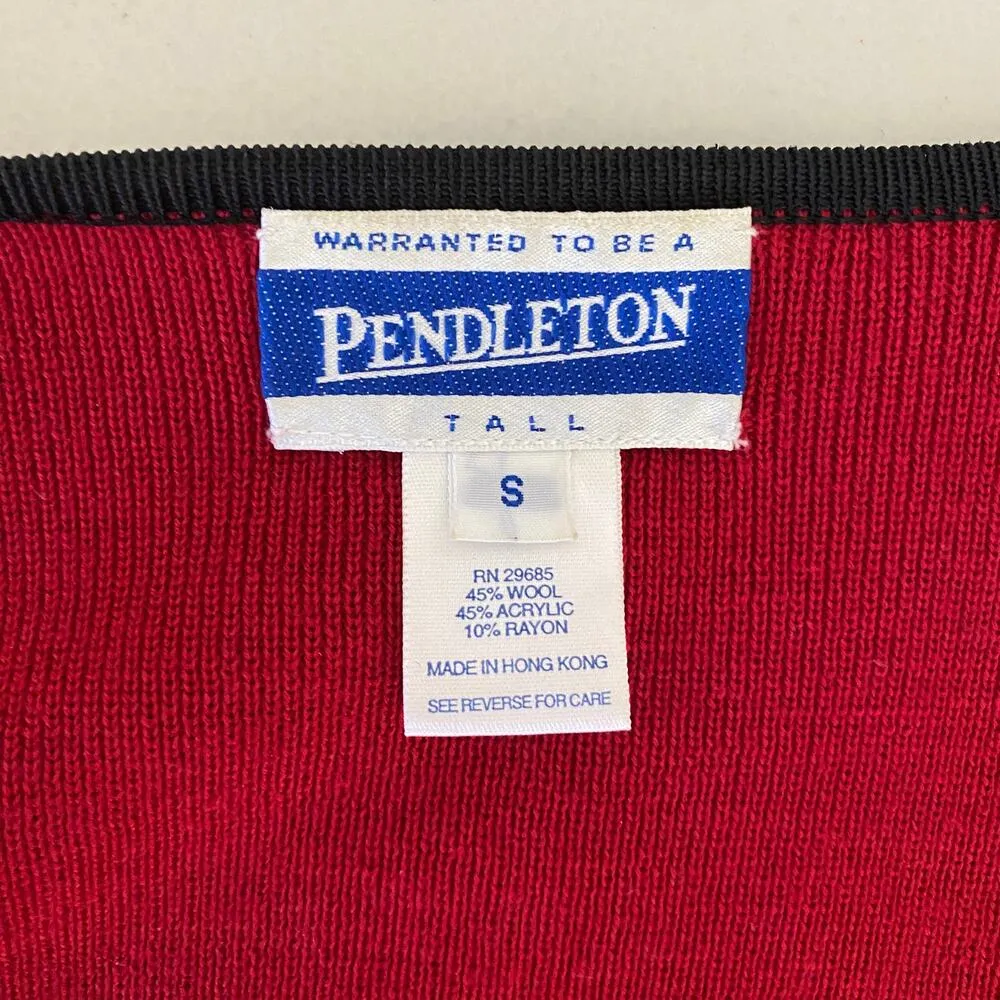 WARRANTED TO BE A
PENDLETON
TALL
S
RN 29685
45% WOOL
45% ACRYLIC
10% RAYON
MADE IN HONG KONG
SEE REVERSE FOR CARE